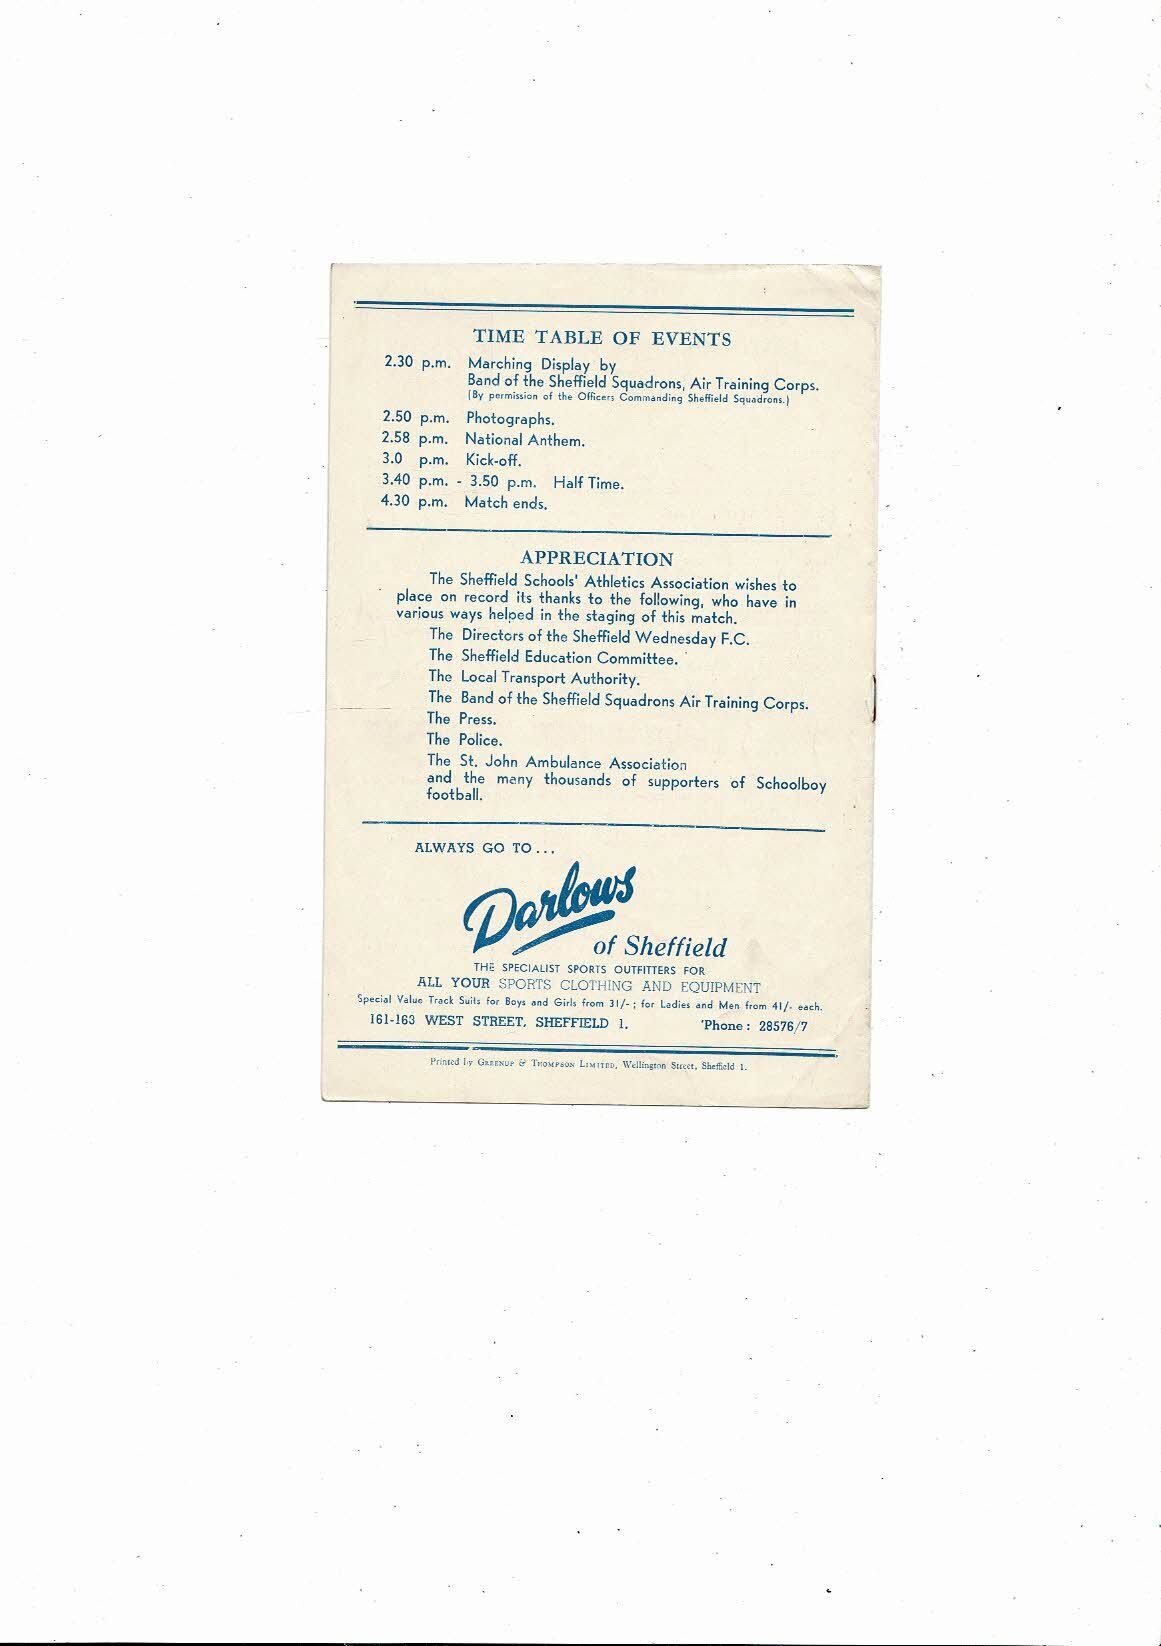 TIME TABLE OF EVENTS
2.30 p.m. Marching Display by
Band of the Sheffield Squadrons, Air Training Corps.
(By permission of the Officers Commanding Sheffield Squadrons.)
2.50 p.m. Photographs.
2.58 p.m. National Anthem.
3.0 p.m. Kick-off.
3.40 p.m. - 3.50 p.m. Half Time.
4.30 p.m. Match ends.
APPRECIATION
The Sheffield Schools' Athletics Association wishes to
place on record its thanks to the following, who have in
various ways helped in the staging of this match.
The Directors of the Sheffield Wednesday F.C.
The Sheffield Education Committee.
The Local Transport Authority.
The Band of the Sheffield Squadrons Air Training Corps.
The Press.
The Police.
The St. John Ambulance Association
and the many thousands of supporters of Schoolboy
football.
ALWAYS GO TO...
Darlows
of Sheffield
THE SPECIALIST SPORTS OUTFITTERS FOR
ALL YOUR SPORTS CLOTHING AND EQUIPMENT
Special Value Track Suits for Boys and Girls from 31/- ; for Ladies and Men from 41/- each.
161-163 WEST STREET, SHEFFIELD 1. 'Phone : 28576/7
Printed by GREENUP & THOMPSON LIMITED, Wellington Street, Sheffield 1.